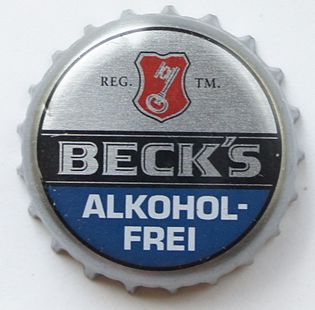 REG. TM.
BECK'S
ALKOHOL-
FREI